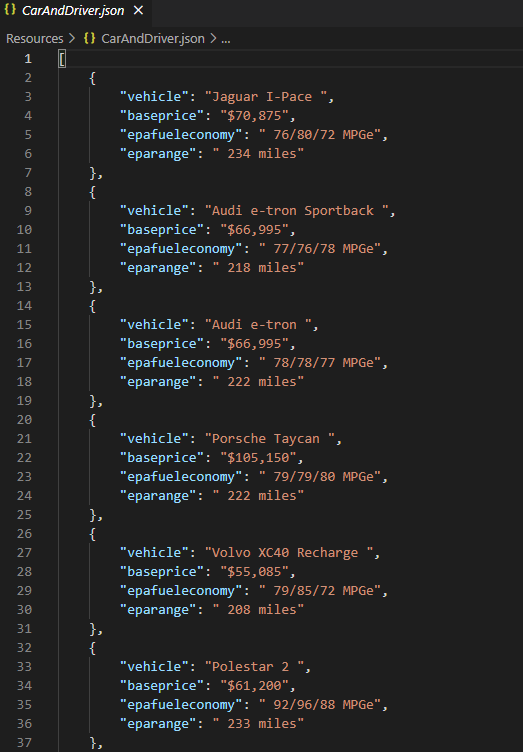 {} CarAndDriver.json ×
Resources > {} CarAndDriver.json > ...
1 [
2 {
3 "vehicle": "Jaguar I-Pace ",
4 "baseprice": "$70,875",
5 "epafueleconomy": " 76/80/72 MPGe",
6 "eparange": " 234 miles"
7 },
8 {
9 "vehicle": "Audi e-tron Sportback ",
10 "baseprice": "$66,995",
11 "epafueleconomy": " 77/76/78 MPGe",
12 "eparange": " 218 miles"
13 },
14 {
15 "vehicle": "Audi e-tron ",
16 "baseprice": "$66,995",
17 "epafueleconomy": " 78/78/77 MPGe",
18 "eparange": " 222 miles"
19 },
20 {
21 "vehicle": "Porsche Taycan ",
22 "baseprice": "$105,150",
23 "epafueleconomy": " 79/79/80 MPGe",
24 "eparange": " 222 miles"
25 },
26 {
27 "vehicle": "Volvo XC40 Recharge ",
28 "baseprice": "$55,085",
29 "epafueleconomy": " 79/85/72 MPGe",
30 "eparange": " 208 miles"
31 },
32 {
33 "vehicle": "Polestar 2 ",
34 "baseprice": "$61,200",
35 "epafueleconomy": " 92/96/88 MPGe",
36 "eparange": " 233 miles"
37 },